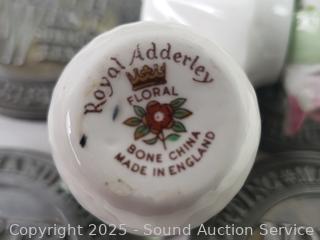 Royal Adderley
FLORAL
BONE CHINA
MADE IN ENGLAND
Copyright 2025 - Sound Auction Service